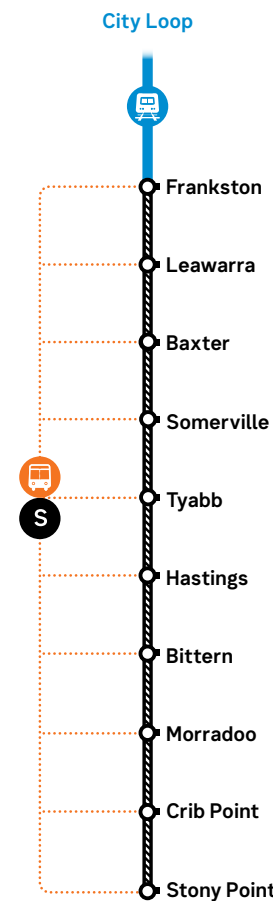 City Loop
Frankston
Leawarra
Baxter
Somerville
Tyabb
S
Hastings
Bittern
Morradoo
Crib Point
Stony Point